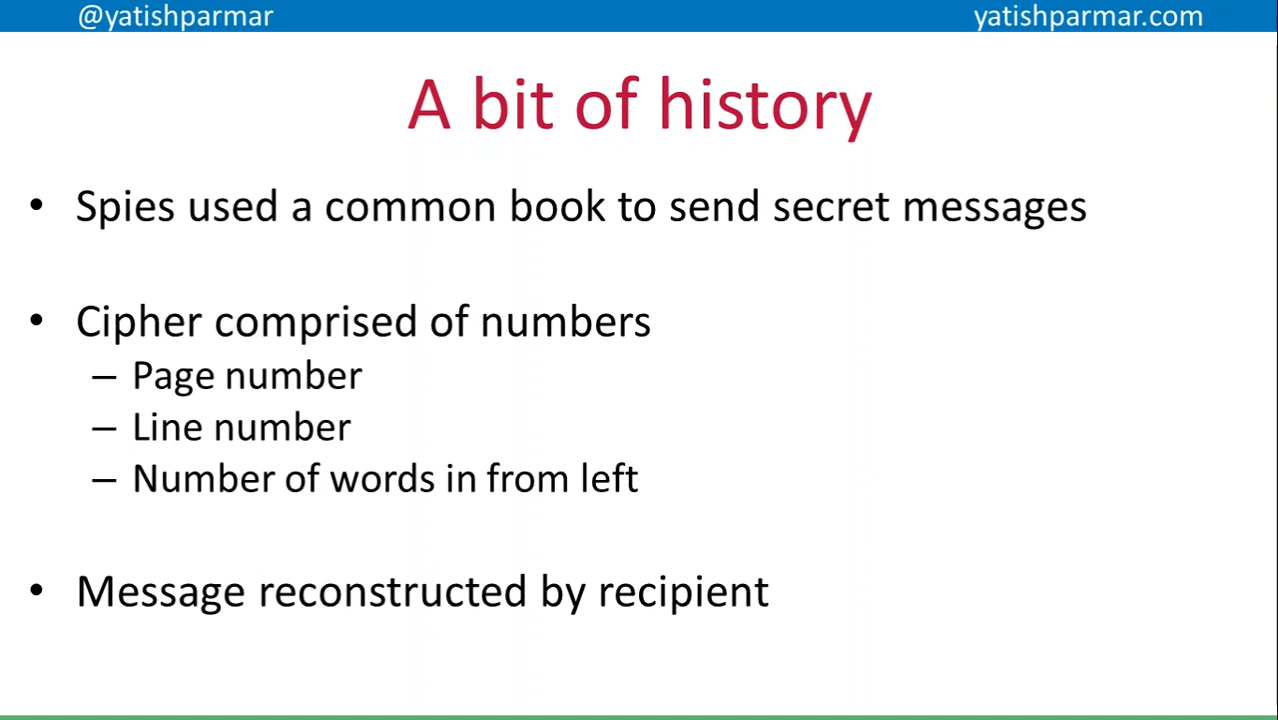 @yatishparmar
yatishparmar.com
A bit of history
• Spies used a common book to send secret messages
• Cipher comprised of numbers
– Page number
– Line number
– Number of words in from left
• Message reconstructed by recipient